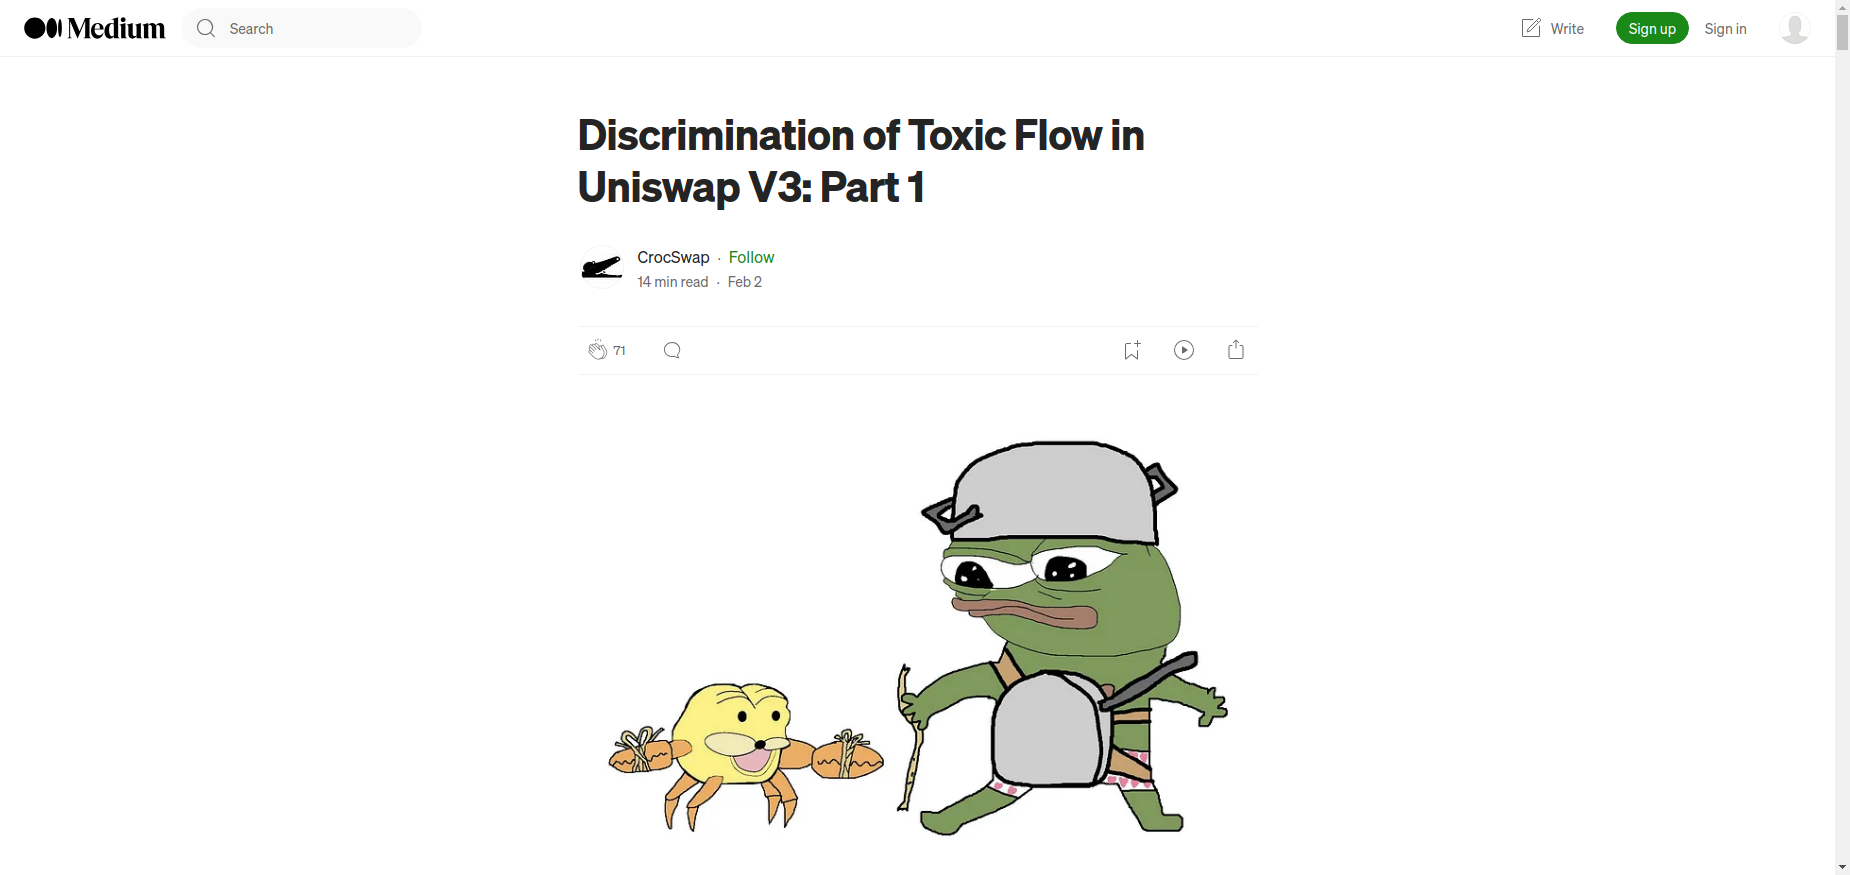 Medium
Search
Write
Sign up
Sign in
Discrimination of Toxic Flow in
Uniswap V3: Part 1
CrocSwap · Follow
14 min read · Feb 2
71